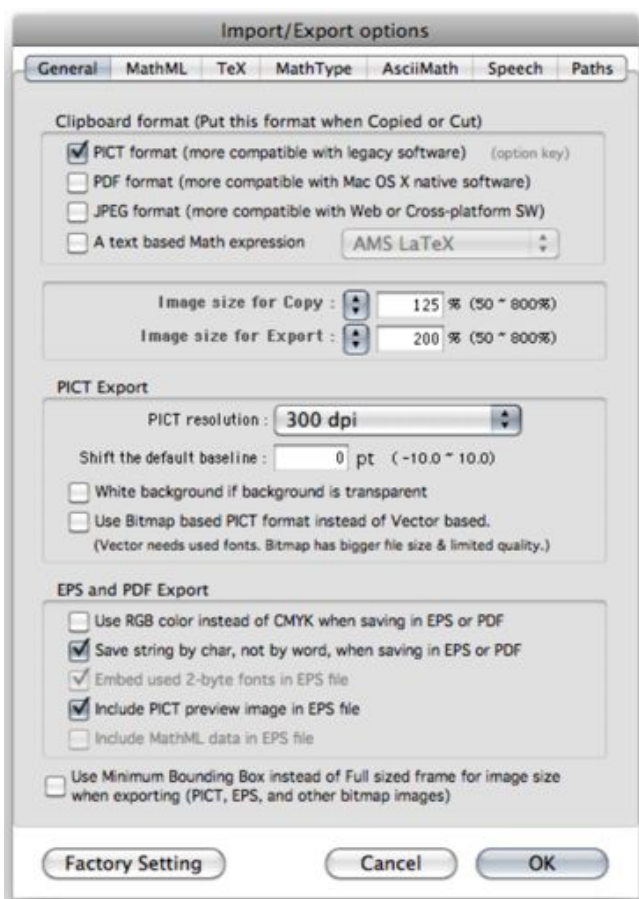 Import/Export options
General MathML TeX MathType AsciiMath Speech Paths
Clipboard format (Put this format when Copied or Cut)
PICT format (more compatible with legacy software) (option key)
PDF format (more compatible with Mac OS X native software)
JPEG format (more compatible with Web or Cross-platform SW)
A text based Math expression AMS LaTeX
Image size for Copy : 125 % (50 ~ 800%)
Image size for Export : 200 % (50 ~ 800%)
PICT Export
PICT resolution : 300 dpi
Shift the default baseline : 0 pt ( -10.0 ~ 10.0)
White background if background is transparent
Use Bitmap based PICT format instead of Vector based.
(Vector needs used fonts. Bitmap has bigger file size & limited quality.)
EPS and PDF Export
Use RGB color instead of CMYK when saving in EPS or PDF
Save string by char, not by word, when saving in EPS or PDF
Embed used 2-byte fonts in EPS file
Include PICT preview image in EPS file
Include MathML data in EPS file
Use Minimum Bounding Box instead of Full sized frame for image size
when exporting (PICT, EPS, and other bitmap images)
Factory Setting Cancel OK